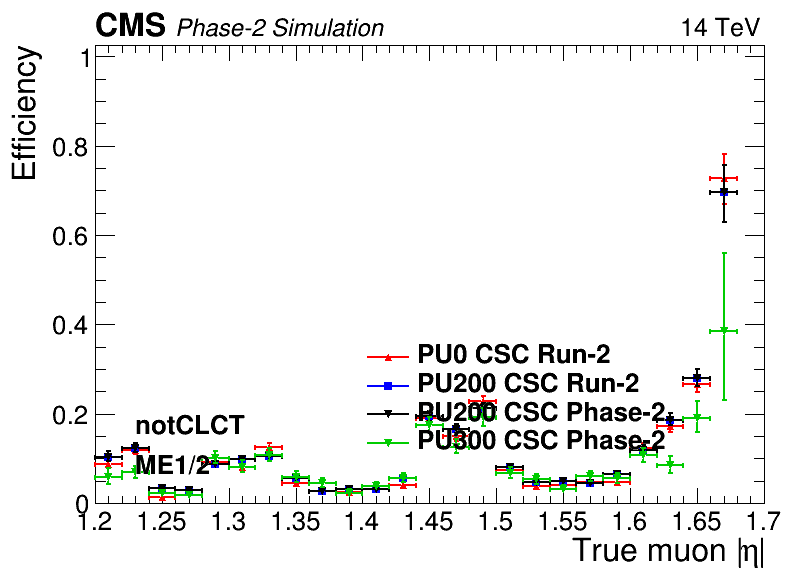 CMS Phase-2 Simulation 14 TeV
Efficiency
1
0.8
0.6
0.4
0.2
0
PU0 CSC Run-2
PU200 CSC Run-2
PU200 CSC Phase-2
PU300 CSC Phase-2
notCLCT
ME1/2
1.2 1.25 1.3 1.35 1.4 1.45 1.5 1.55 1.6 1.65 1.7
True muon |η|